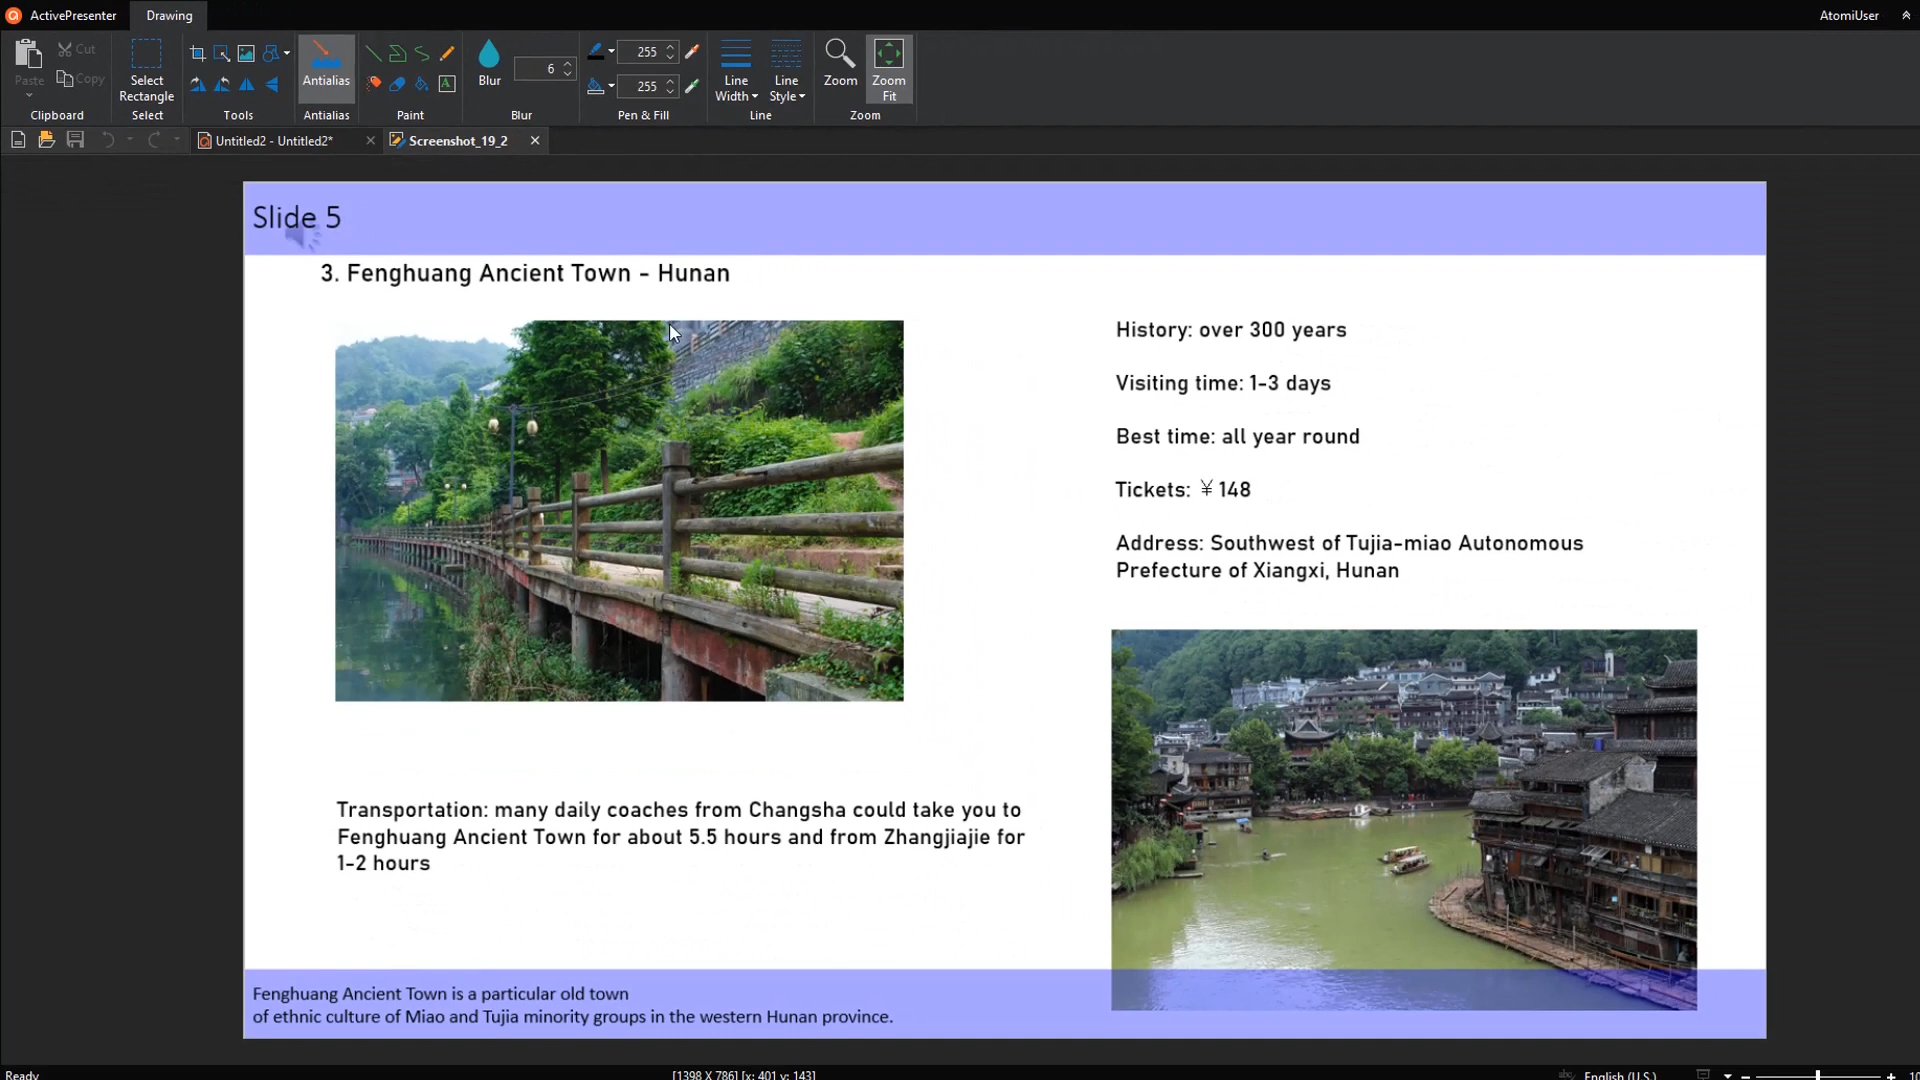 ActivePresenter
Drawing
AtomiUser
Paste
Cut
Copy
Clipboard
Select
Rectangle
Select
Tools
Antialias
Antialias
Paint
Blur
6
Blur
255
255
Pen & Fill
Line
Width
Line
Style
Line
Zoom
Zoom
Fit
Zoom
Untitled2 - Untitled2*
Screenshot_19_2
Slide 5
3. Fenghuang Ancient Town - Hunan
History: over 300 years
Visiting time: 1-3 days
Best time: all year round
Tickets: ¥148
Address: Southwest of Tujia-miao Autonomous
Prefecture of Xiangxi, Hunan
Transportation: many daily coaches from Changsha could take you to
Fenghuang Ancient Town for about 5.5 hours and from Zhangjiajie for
1-2 hours
Fenghuang Ancient Town is a particular old town
of ethnic culture of Miao and Tujia minority groups in the western Hunan province.
Ready
[1398 X 786] [x: 401 y: 143]
English (U.S.)